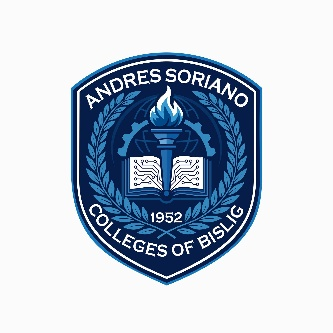 ANDRES SORIANO
1952
COLLEGES OF BISLIG